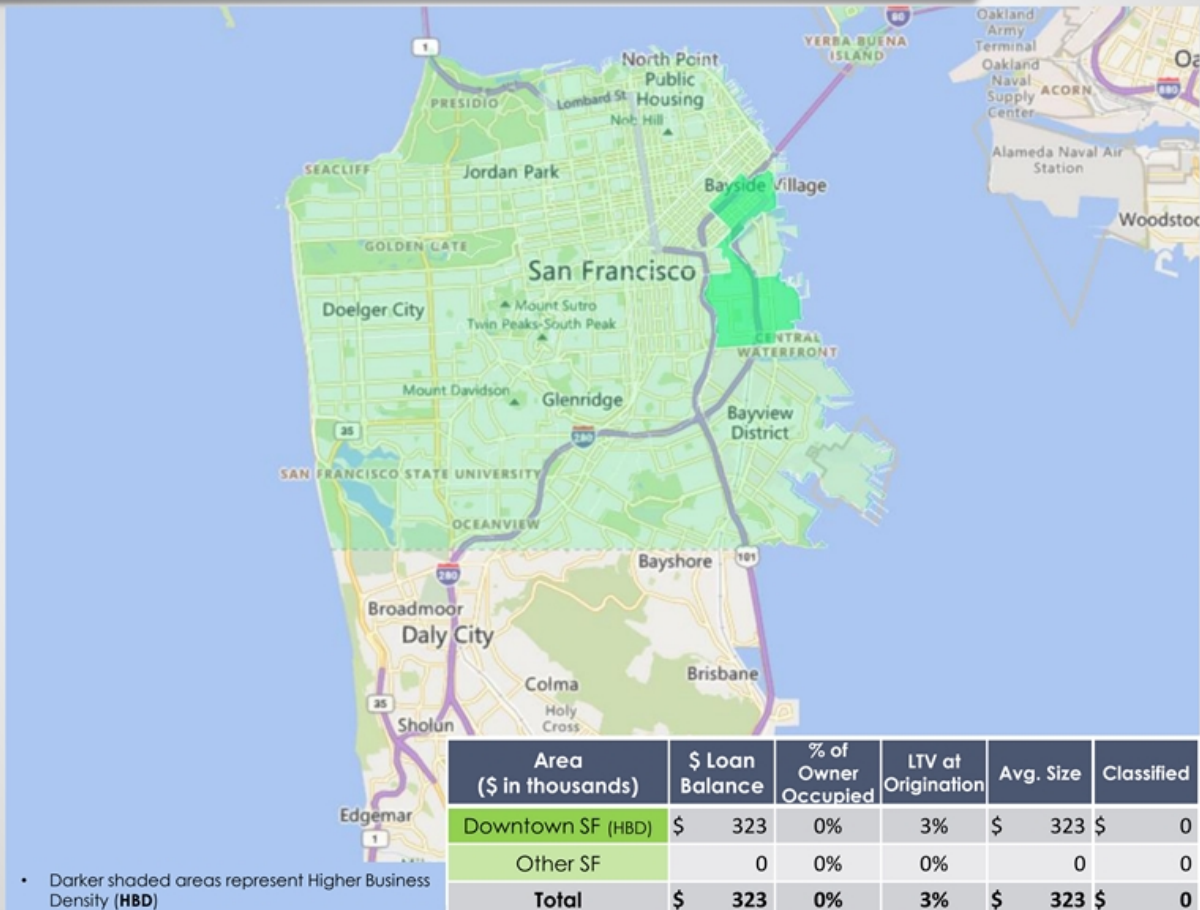 1
80
YERBA BUENA
ISLAND
Oakland
Army
Terminal
Oakland
Naval
Supply
Center
ACORN
880
North Point
Public
Housing
PRESIDIO
Lombard St
Nob Hill
SEACLIFF
Jordan Park
Bayside Village
Alameda Naval Air
Station
GOLDEN GATE
San Francisco
Doelger City
Mount Sutro
Twin Peaks-South Peak
CENTRAL
WATERFRONT
Mount Davidson
Glenridge
Bayview
District
35
280
SAN FRANCISCO STATE UNIVERSITY
OCEANVIEW
280
Bayshore
101
Broadmoor
Daly City
Colma
Brisbane
Holy
Cross
35
Sholun
Edgemar
1
Area
($ in thousands)
$ Loan
Balance
% of
Owner
Occupied
LTV at
Origination
Avg. Size
Classified
Downtown SF (HBD) $ 323 0% 3% $ 323 $ 0
Other SF 0 0% 0% 0 0
Total $ 323 0% 3% $ 323 $ 0
• Darker shaded areas represent Higher Business
Density (HBD)